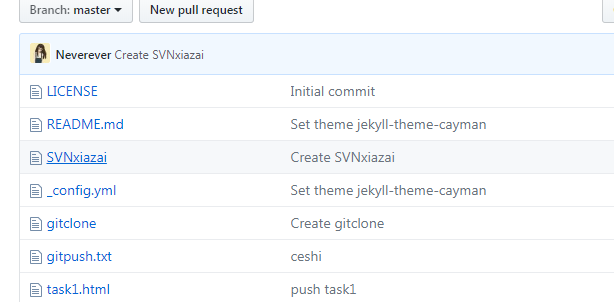 Branch: master New pull request
Neverever Create SVNxiazai
LICENSE Initial commit
README.md Set theme jekyll-theme-cayman
SVNxiazai Create SVNxiazai
_config.yml Set theme jekyll-theme-cayman
gitclone Create gitclone
gitpush.txt ceshi
task1.html push task1